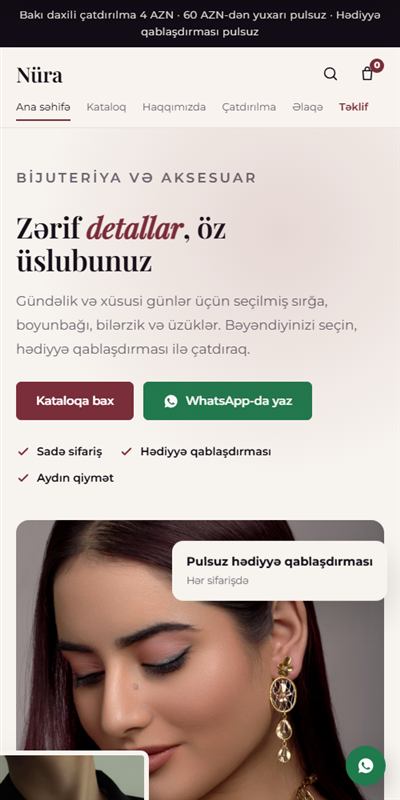 Bakı daxili çatdırılma 4 AZN · 60 AZN-dən yuxarı pulsuz · Hədiyyə
qablaşdırması pulsuz
Nüra
0
Ana səhifə Kataloq Haqqımızda Çatdırılma Əlaqə Təklif
BİJUTERİYA VƏ AKSESUAR
Zərif detallar, öz
üslubunuz
Gündəlik və xüsusi günlər üçün seçilmiş sırğa,
boyunbağı, bilərzik və üzüklər. Bəyəndiyinizi seçin,
hədiyyə qablaşdırması ilə çatdıraq.
Kataloqa bax WhatsApp-da yaz
Sadə sifariş Hədiyyə qablaşdırması
Aydın qiymət
Pulsuz hədiyyə qablaşdırması
Hər sifarişdə